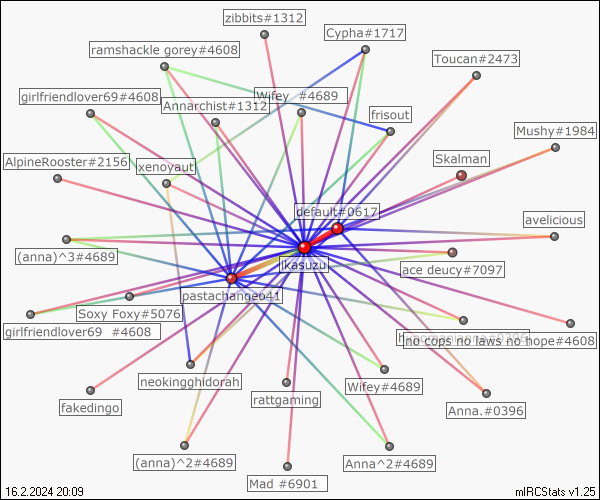 zibbits#1312
Cypha#1717
ramshackle gorey#4608
Toucan#2473
girlfriendlover69#4608
Annarchist#1312
Wifey #4689
frisout
Mushy#1984
AlpineRooster#2156
xenoyaut
Skalman
default#0617
avelicious
(anna)^3#4689
ikasuzu
ace deucy#7097
pastachangeo41
Soxy Foxy#5076
girlfriendlover69 #4608
no cops no laws no hope#4608
neokingghidorah
Wifey#4689
rattgaming
fakedingo
Anna.#0396
(anna)^2#4689
Anna^2#4689
Mad #6901
16.2.2020 20:09
mIRCStats v1.25